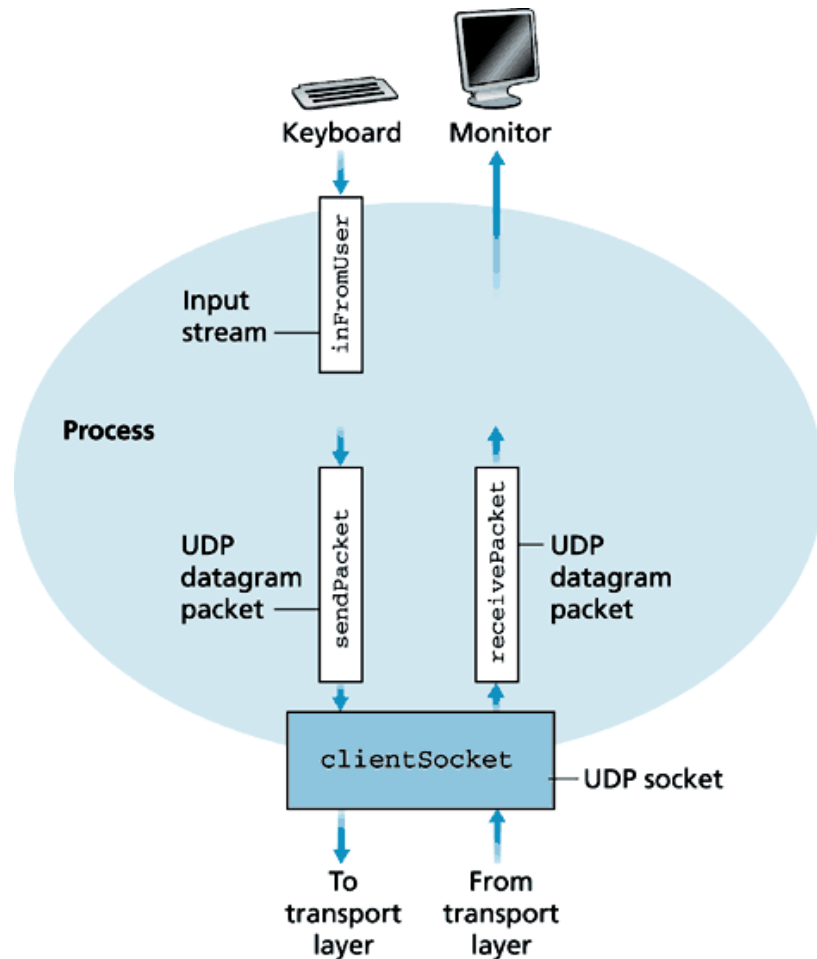 Keyboard
Monitor
inFromUser
Input
stream
Process
UDP
datagram
packet
sendPacket
receivePacket
UDP
datagram
packet
clientSocket
UDP socket
To
transport
layer
From
transport
layer